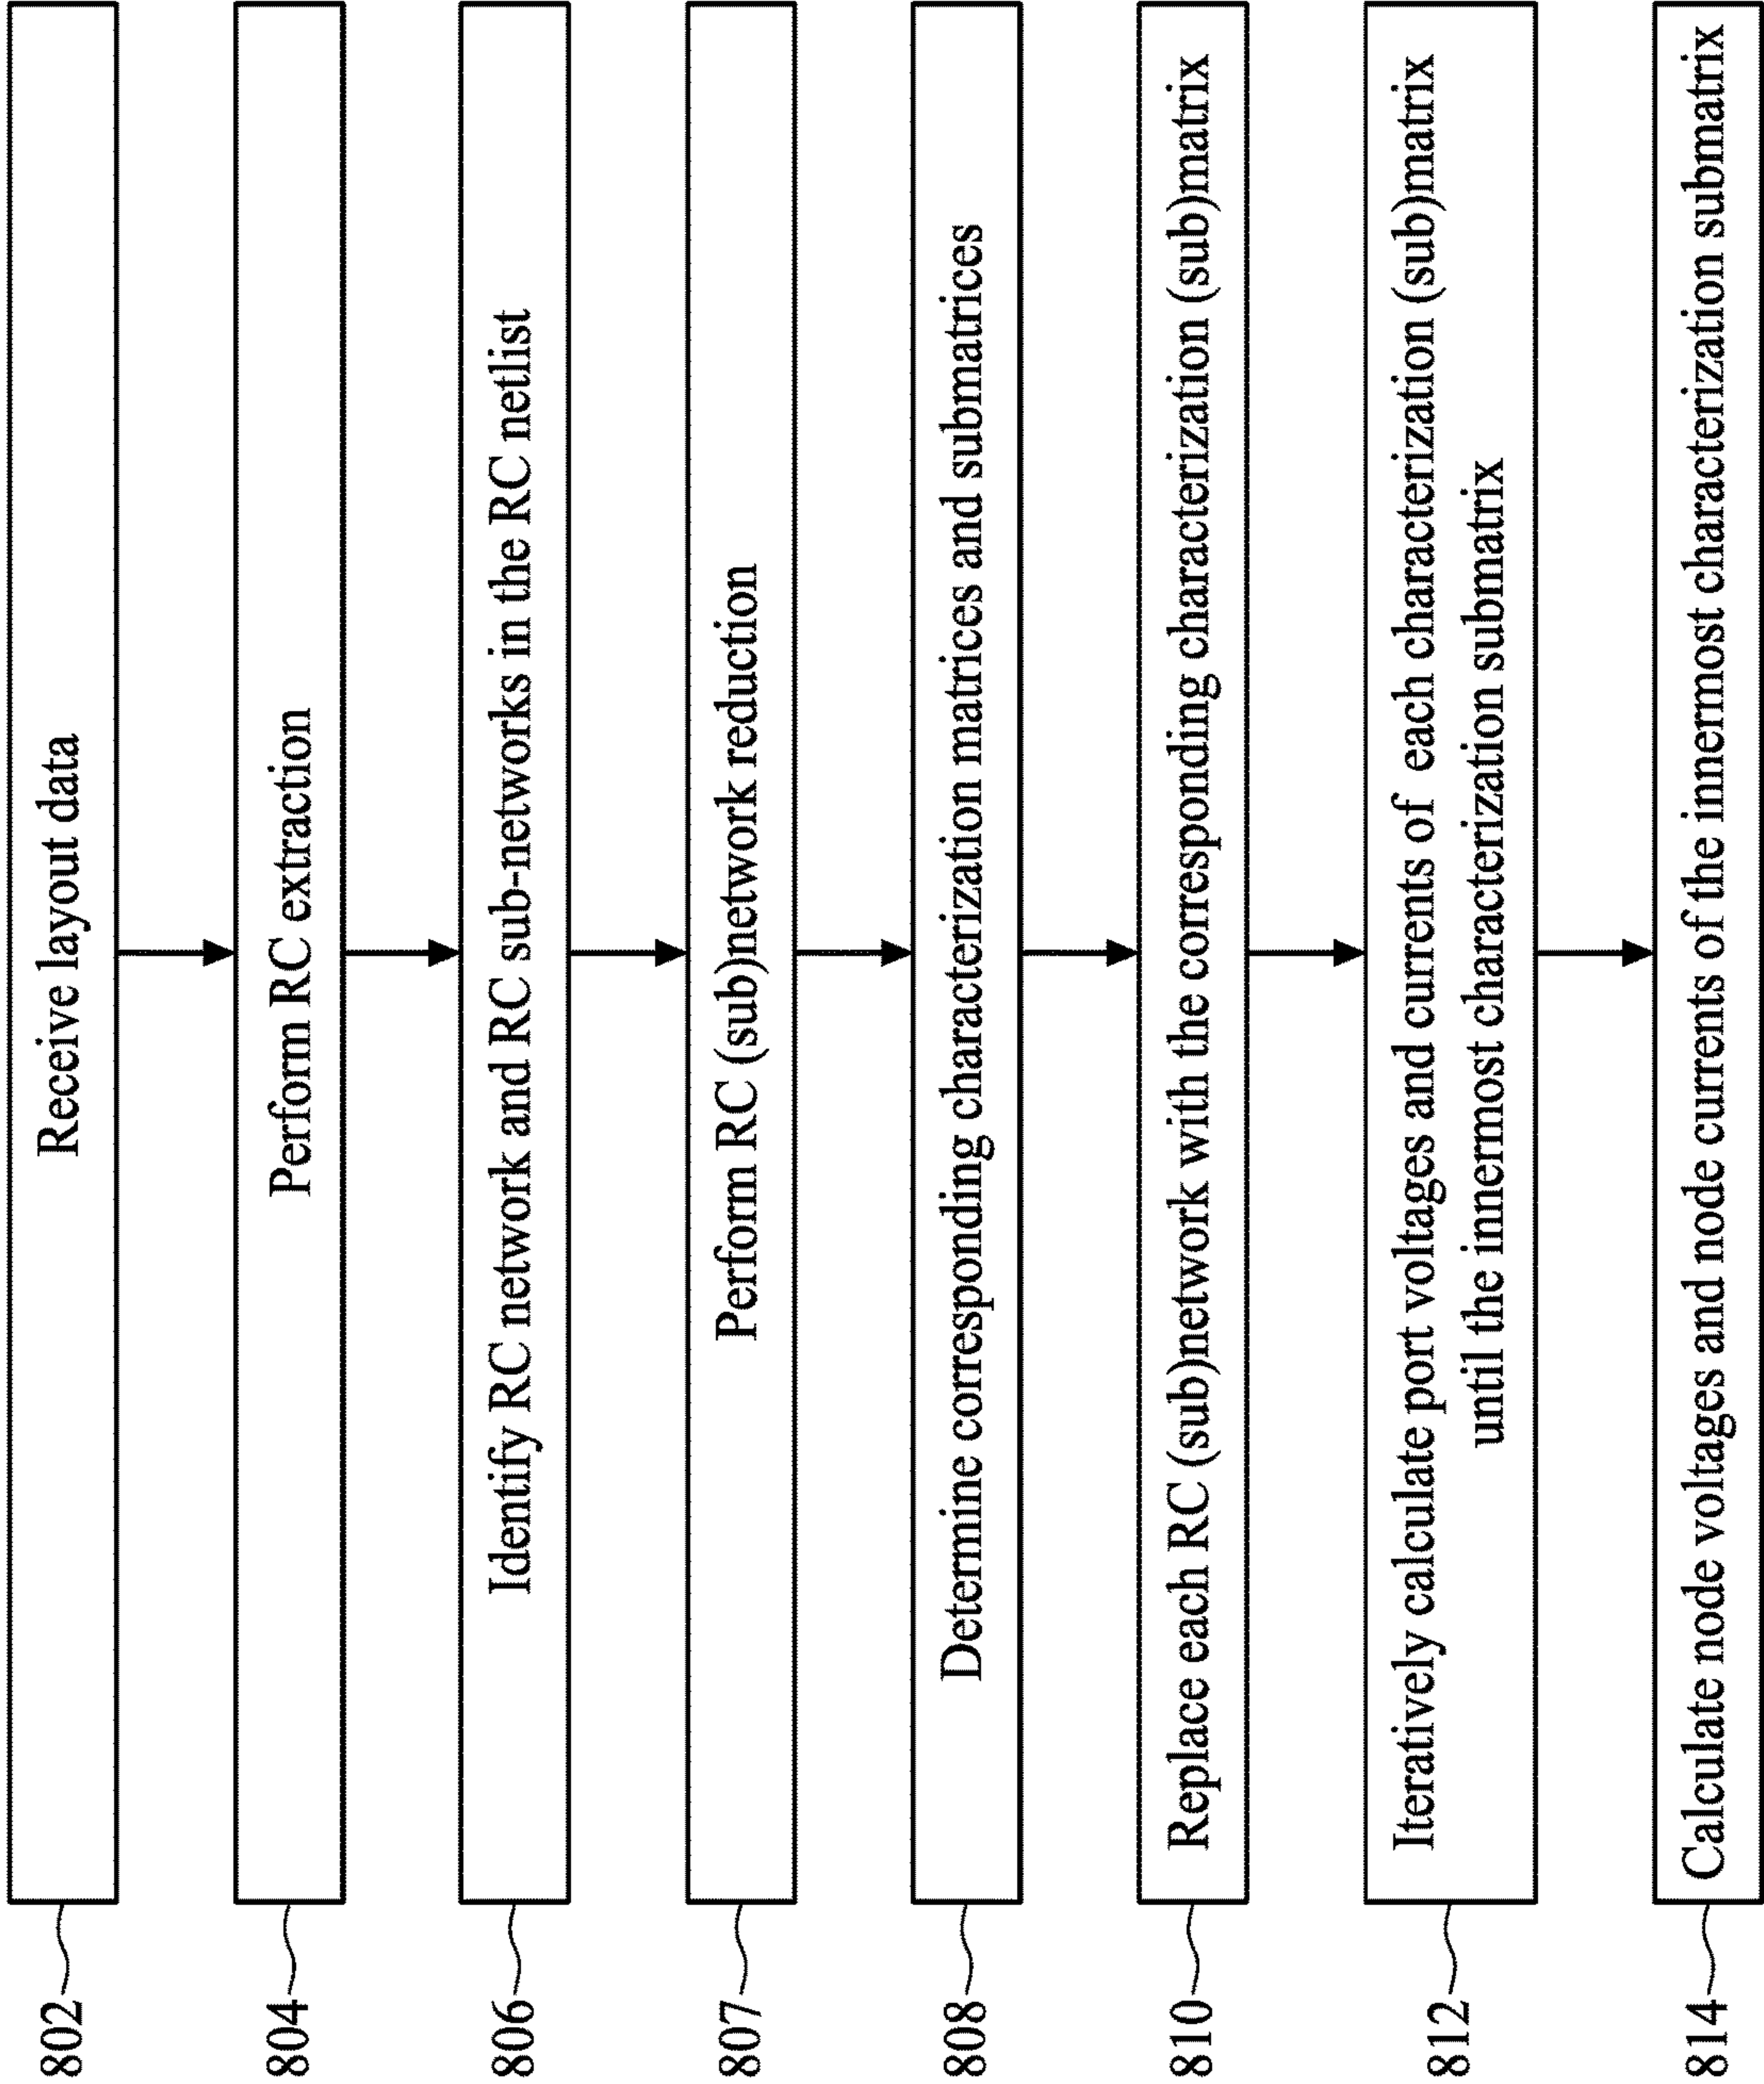 802
Receive layout data
804
Perform RC extraction
806
Identify RC network and RC sub-networks in the RC netlist
807
Perform RC (sub)network reduction
808
Determine corresponding characterization matrices and submatrices
810
Replace each RC (sub)network with the corresponding characterization (sub)matrix
812
Iteratively calculate port voltages and currents of each characterization (sub)matrix
until the innermost characterization submatrix
814
Calculate node voltages and node currents of the innermost characterization submatrix